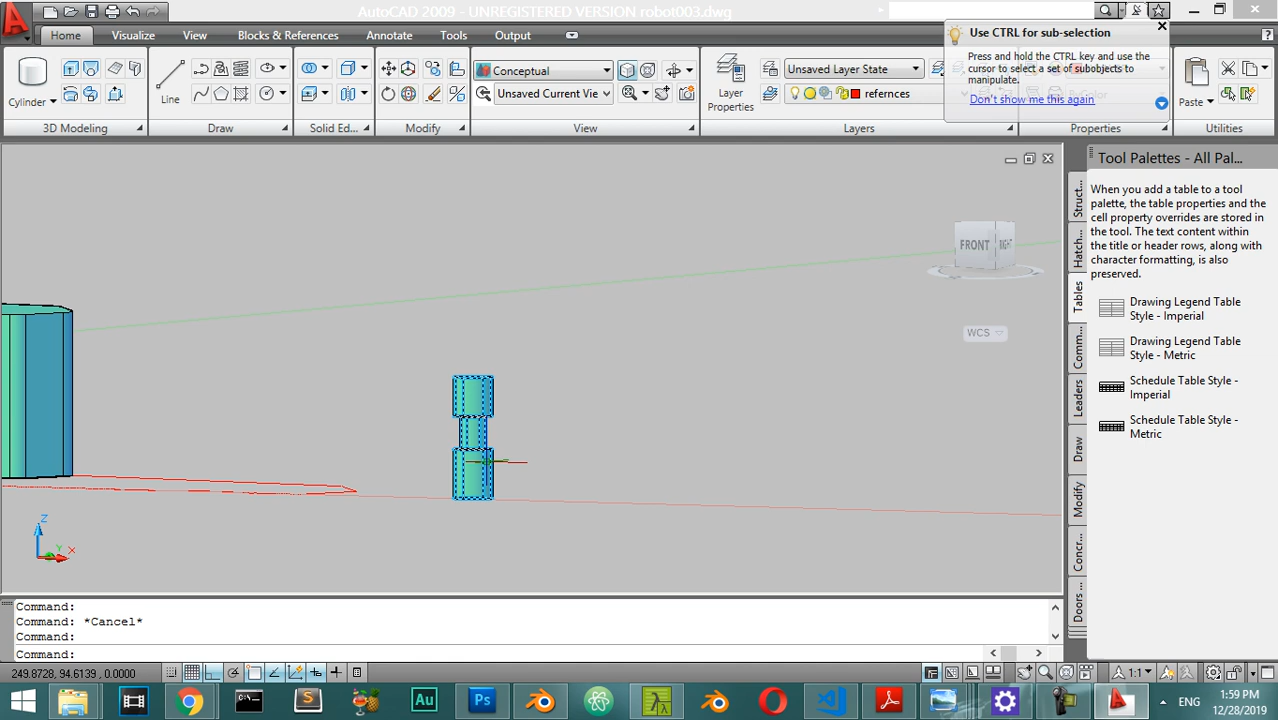 AutoCAD 2009 - UNREGISTERED VERSION robot003.dwg
Home Visualize View Blocks & References Annotate Tools Output
Use CTRL for sub-selection
Press and hold the CTRL key and use the
cursor to select a set of subobjects to
manipulate.
Don't show me this again
Cylinder
Line
Conceptual
Unsaved Current Vie
Layer
Properties
Unsaved Layer State
refernces
Paste
3D Modeling Draw Solid Ed... Modify View Layers Properties Utilities
Tool Palettes - All Pal...
When you add a table to a tool
palette, the table properties and the
cell property overrides are stored in
the tool. The text content within
the title or header rows, along with
character formatting, is also
preserved.
Drawing Legend Table
Style - Imperial
Drawing Legend Table
Style - Metric
Schedule Table Style -
Imperial
Schedule Table Style -
Metric
Struct...
Hatch...
Tables
Comm...
Leaders
Draw
Modify
Concr...
Doors ...
FRONT
RIGHT
WCS
Z
Y
X
Command:
Command: *Cancel*
Command:
Command:
249.8728, 94.6139, 0.0000
1:1
Au
Ps
ENG
1:59 PM
12/28/2019